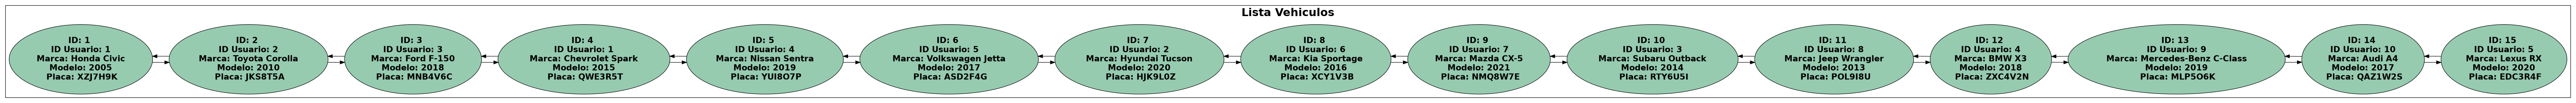 Lista Vehiculos
ID: 1
ID Usuario: 1
Marca: Honda Civic
Modelo: 2005
Placa: XZJ7H9K
ID: 2
ID Usuario: 2
Marca: Toyota Corolla
Modelo: 2010
Placa: JKS8T5A
ID: 3
ID Usuario: 3
Marca: Ford F-150
Modelo: 2018
Placa: MNB4V6C
ID: 4
ID Usuario: 1
Marca: Chevrolet Spark
Modelo: 2015
Placa: QWE3R5T
ID: 5
ID Usuario: 4
Marca: Nissan Sentra
Modelo: 2019
Placa: YUI8O7P
ID: 6
ID Usuario: 5
Marca: Volkswagen Jetta
Modelo: 2017
Placa: ASD2F4G
ID: 7
ID Usuario: 2
Marca: Hyundai Tucson
Modelo: 2020
Placa: HJK9L0Z
ID: 8
ID Usuario: 6
Marca: Kia Sportage
Modelo: 2016
Placa: XCY1V3B
ID: 9
ID Usuario: 7
Marca: Mazda CX-5
Modelo: 2021
Placa: NMQ8W7E
ID: 10
ID Usuario: 3
Marca: Subaru Outback
Modelo: 2014
Placa: RTY6U5I
ID: 11
ID Usuario: 8
Marca: Jeep Wrangler
Modelo: 2013
Placa: POL9I8U
ID: 12
ID Usuario: 4
Marca: BMW X3
Modelo: 2018
Placa: ZXC4V2N
ID: 13
ID Usuario: 9
Marca: Mercedes-Benz C-Class
Modelo: 2019
Placa: MLP5O6K
ID: 14
ID Usuario: 10
Marca: Audi A4
Modelo: 2017
Placa: QAZ1W2S
ID: 15
ID Usuario: 5
Marca: Lexus RX
Modelo: 2020
Placa: EDC3R4F